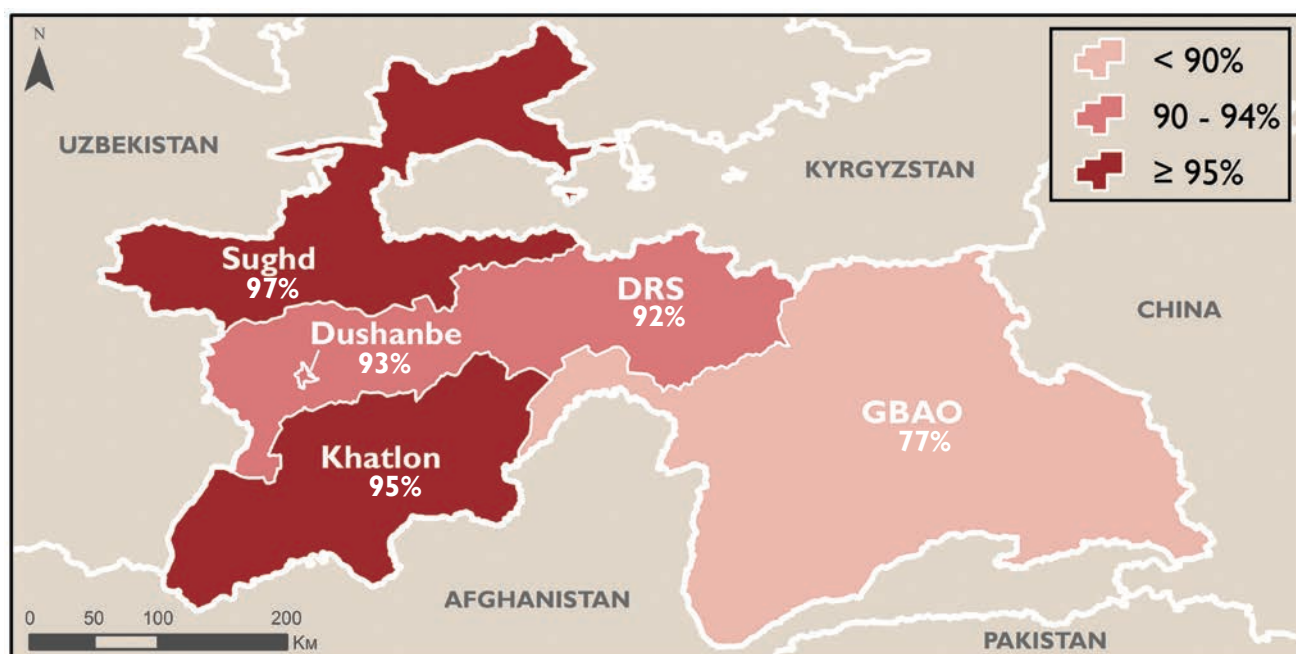 N
< 90%
90 - 94%
≥ 95%
UZBEKISTAN
KYRGYZSTAN
CHINA
AFGHANISTAN
PAKISTAN
Sughd
97%
DRS
92%
Dushanbe
93%
GBAO
77%
Khatlon
95%
0 50 100 200
Km